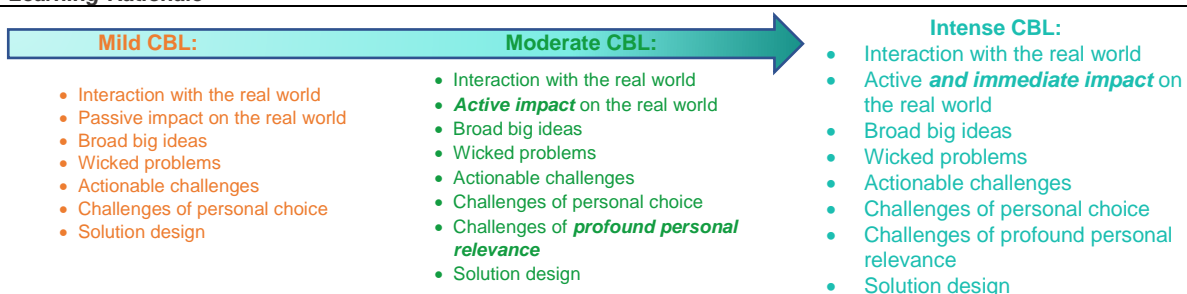 Learning Rationale
Mild CBL:
• Interaction with the real world
• Passive impact on the real world
• Broad big ideas
• Wicked problems
• Actionable challenges
• Challenges of personal choice
• Solution design
Moderate CBL:
• Interaction with the real world
• Active impact on the real world
• Broad big ideas
• Wicked problems
• Actionable challenges
• Challenges of personal choice
• Challenges of profound personal
relevance
• Solution design
Intense CBL:
• Interaction with the real world
• Active and immediate impact on
the real world
• Broad big ideas
• Wicked problems
• Actionable challenges
• Challenges of personal choice
• Challenges of profound personal
relevance
• Solution design